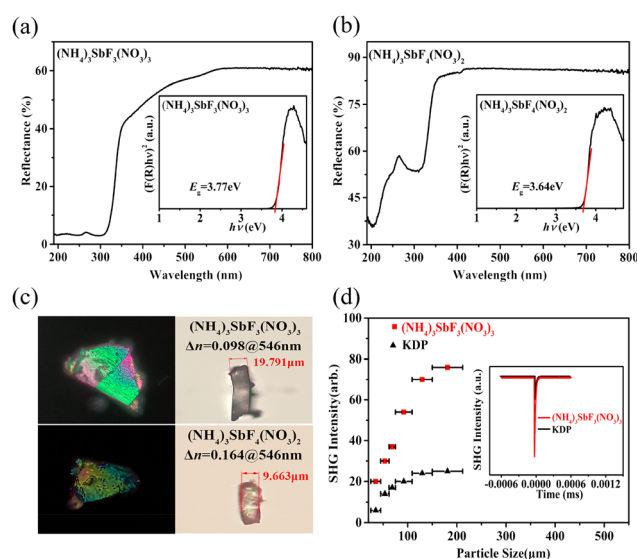 (a)
(NH₄)₃SbF₃(NO₃)₃
60
40
20
0
Reflectance (%)
200 300 400 500 600 700 800
Wavelength (nm)
(NH₄)₃SbF₃(NO₃)₃
(F(R)hν)² (a.u.)
Eg=3.77eV
1 2 3 4
hν (eV)
(b)
(NH₄)₃SbF₄(NO₃)₂
90
75
60
45
30
Reflectance (%)
200 300 400 500 600 700 800
Wavelength (nm)
(NH₄)₃SbF₄(NO₃)₂
(F(R)hν)² (a.u.)
Eg=3.64eV
1 2 3 4
hν (eV)
(c)
(NH₄)₃SbF₃(NO₃)₃
Δn=0.098@546nm
19.791μm
(NH₄)₃SbF₄(NO₃)₂
Δn=0.164@546nm
9.663μm
(d)
100
80
60
40
20
0
SHG Intensity(arb.)
(NH₄)₃SbF₃(NO₃)₃
KDP
0 50 100 150 200 250 300
Particle Size(μm)
SHG Intensity (a.u.)
(NH₄)₃SbF₃(NO₃)₃
KDP
-0.0006 0.0000 0.0006 0.0012
Time (ms)